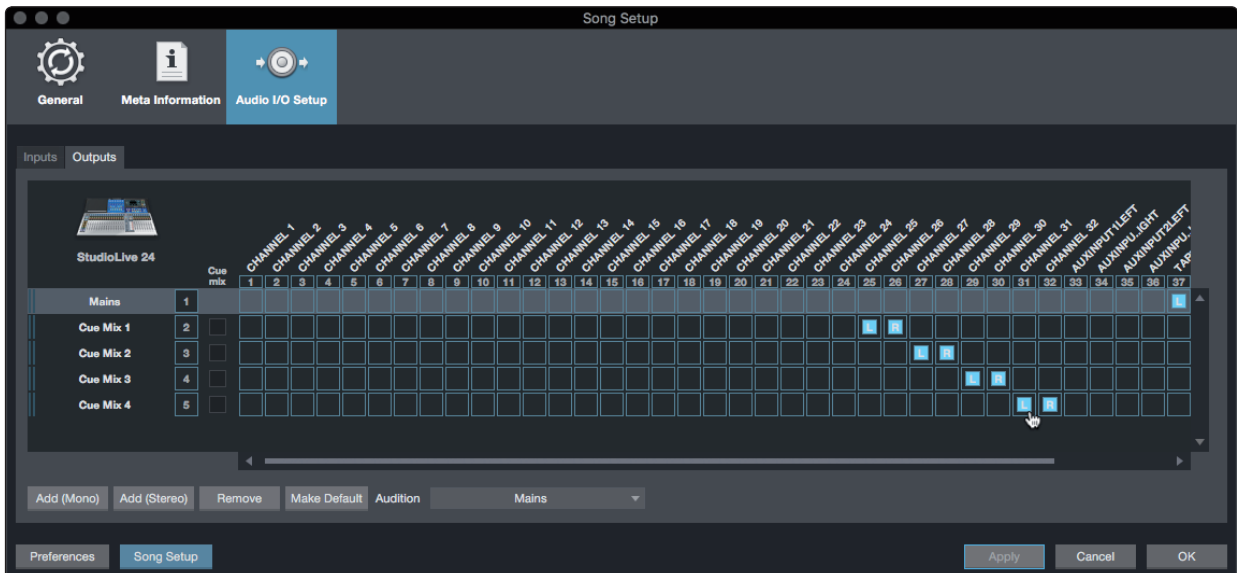 Song Setup
General
Meta Information
Audio I/O Setup
Inputs
Outputs
StudioLive 24
Cue
mix
CHANNEL 1
CHANNEL 2
CHANNEL 3
CHANNEL 4
CHANNEL 5
CHANNEL 6
CHANNEL 7
CHANNEL 8
CHANNEL 9
CHANNEL 10
CHANNEL 11
CHANNEL 12
CHANNEL 13
CHANNEL 14
CHANNEL 15
CHANNEL 16
CHANNEL 17
CHANNEL 18
CHANNEL 19
CHANNEL 20
CHANNEL 21
CHANNEL 22
CHANNEL 23
CHANNEL 24
CHANNEL 25
CHANNEL 26
CHANNEL 27
CHANNEL 28
CHANNEL 29
CHANNEL 30
CHANNEL 31
CHANNEL 32
AUXINPUT1LEFT
AUXINPU..IGHT
AUXINPUT2LEFT
AUXINPU..
TAP
1 2 3 4 5 6 7 8 9 10 11 12 13 14 15 16 17 18 19 20 21 22 23 24 25 26 27 28 29 30 31 32 33 34 35 36 37
Mains 1 L
Cue Mix 1 2 L R
Cue Mix 2 3 L R
Cue Mix 3 4 L R
Cue Mix 4 5 L R
Add (Mono) Add (Stereo) Remove Make Default Audition Mains
Preferences Song Setup Apply Cancel OK